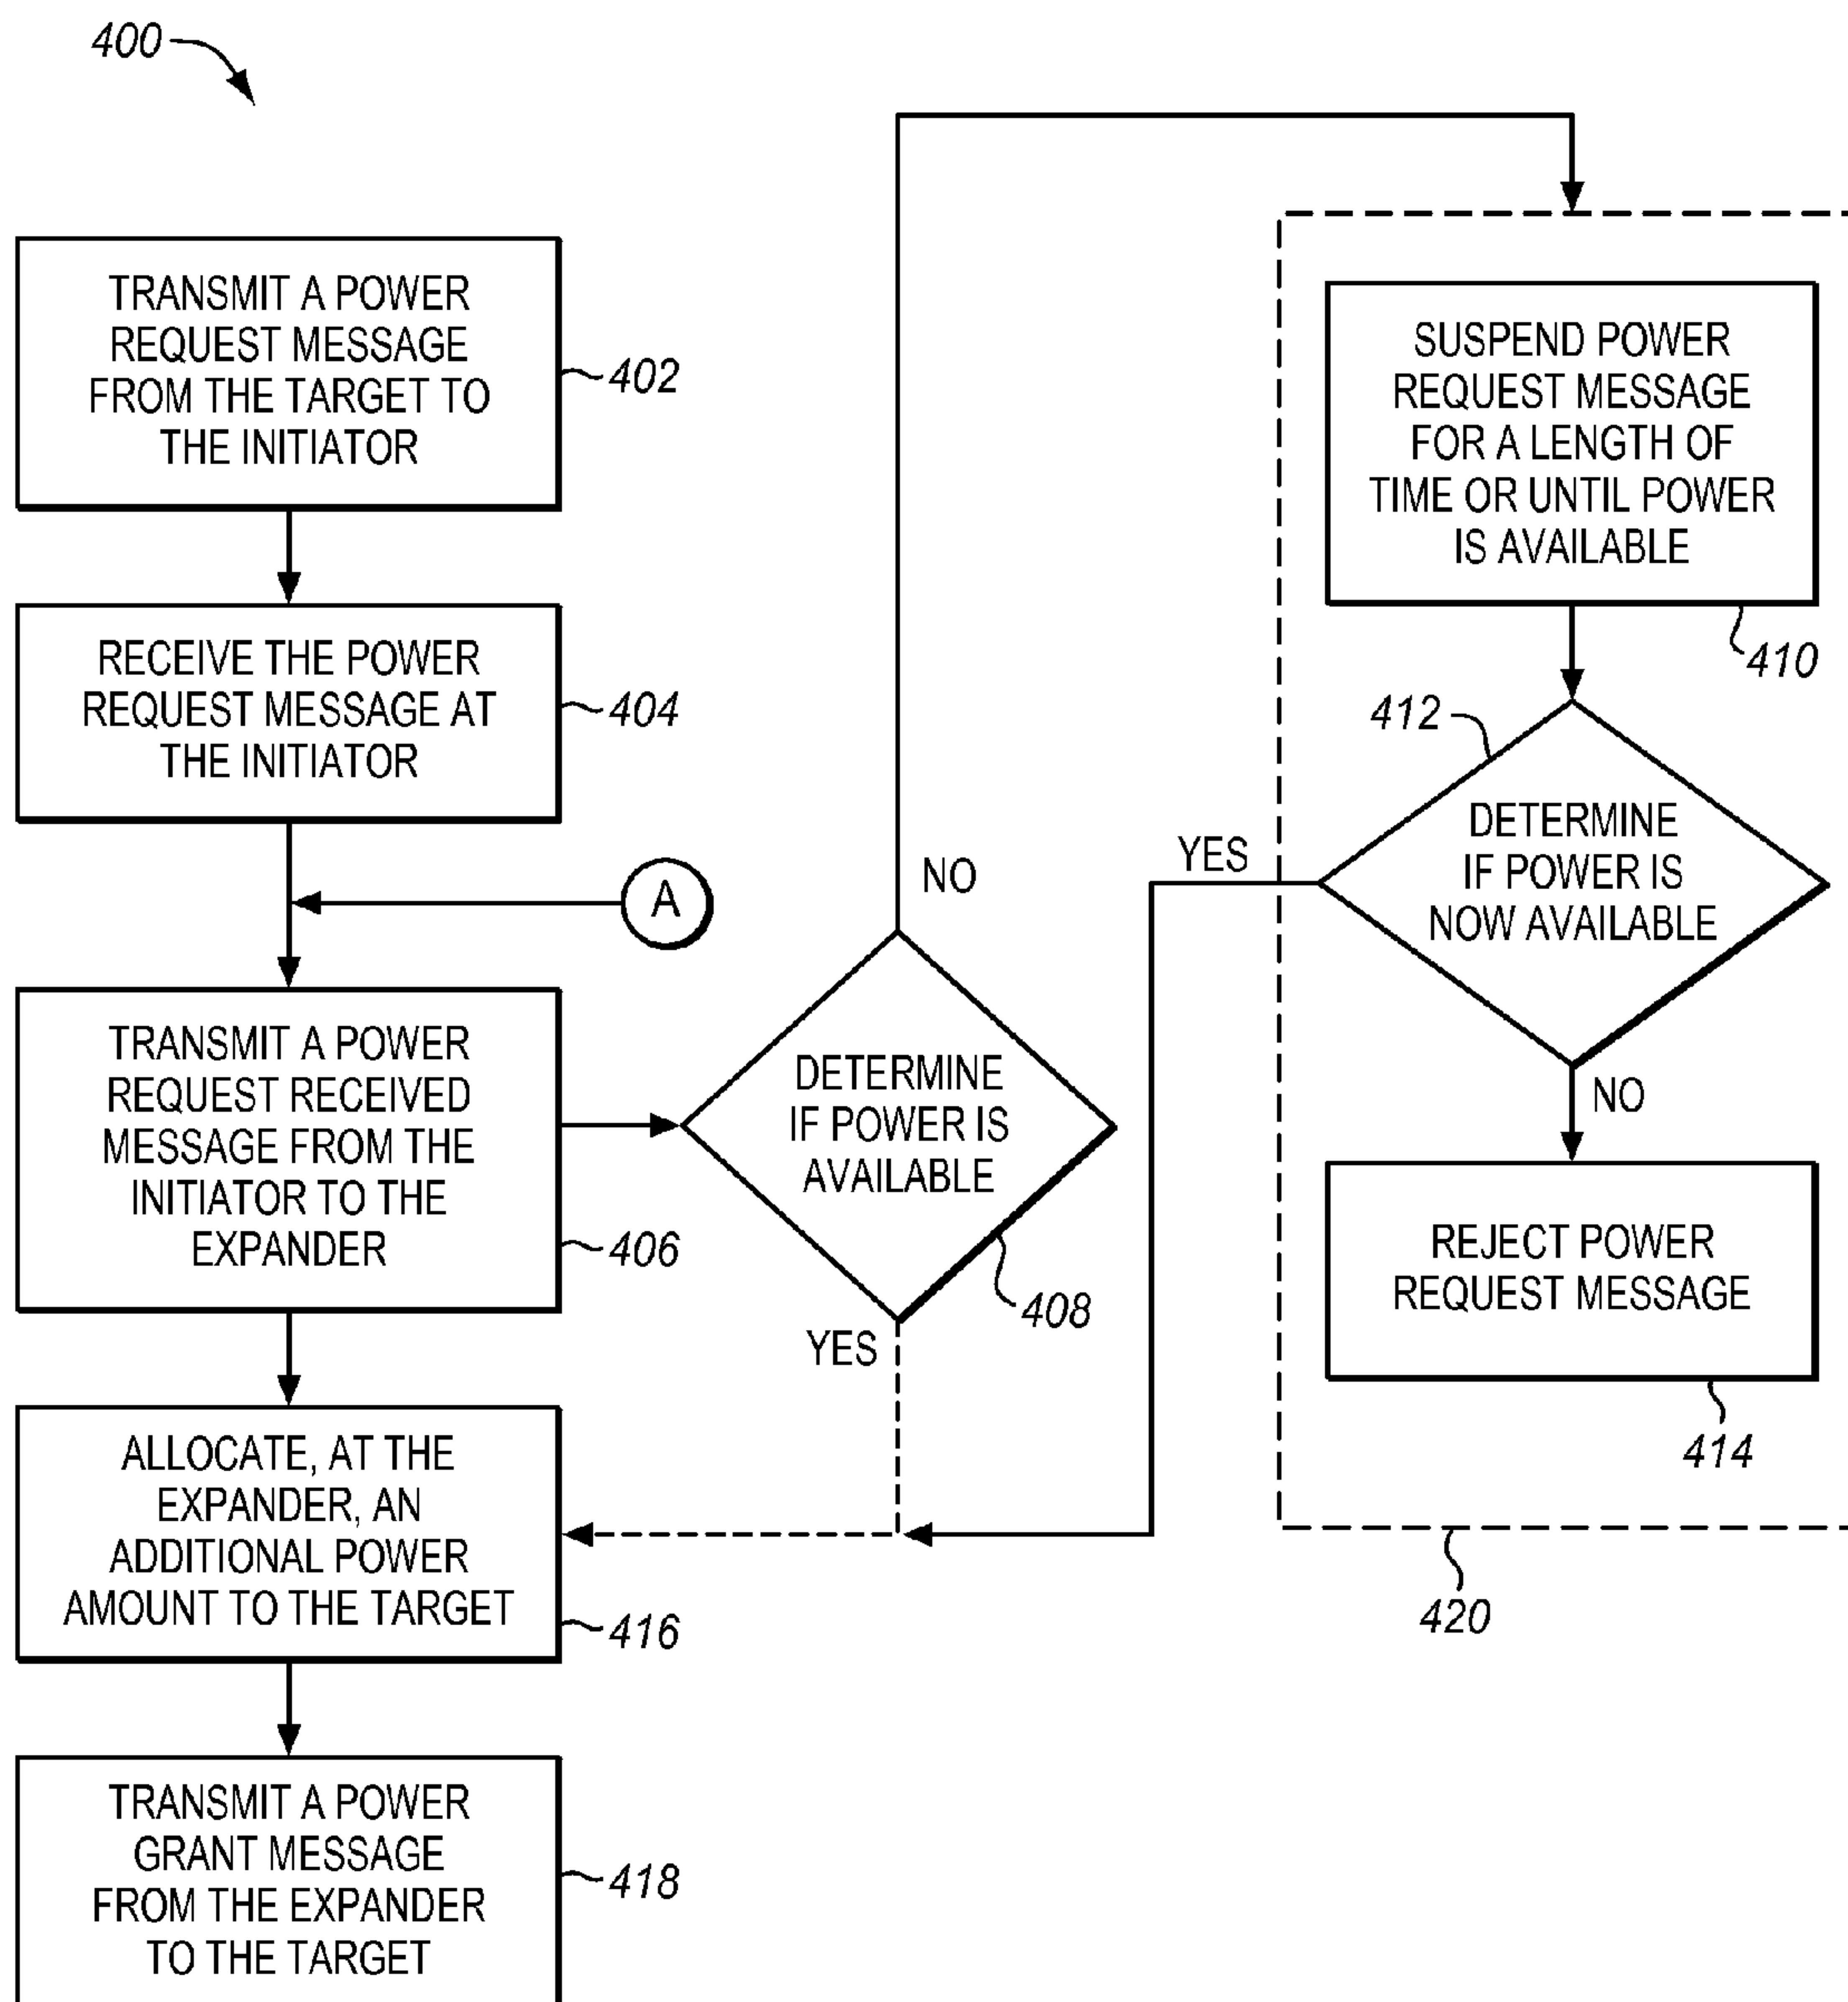 400
TRANSMIT A POWER
REQUEST MESSAGE
FROM THE TARGET TO
THE INITIATOR
402
RECEIVE THE POWER
REQUEST MESSAGE AT
THE INITIATOR
404
A
TRANSMIT A POWER
REQUEST RECEIVED
MESSAGE FROM THE
INITIATOR TO THE
EXPANDER
406
DETERMINE
IF POWER IS
AVAILABLE
408
NO
YES
SUSPEND POWER
REQUEST MESSAGE
FOR A LENGTH OF
TIME OR UNTIL POWER
IS AVAILABLE
410
412
DETERMINE
IF POWER IS
NOW AVAILABLE
YES
NO
REJECT POWER
REQUEST MESSAGE
414
420
ALLOCATE, AT THE
EXPANDER, AN
ADDITIONAL POWER
AMOUNT TO THE TARGET
416
TRANSMIT A POWER
GRANT MESSAGE
FROM THE EXPANDER
TO THE TARGET
418